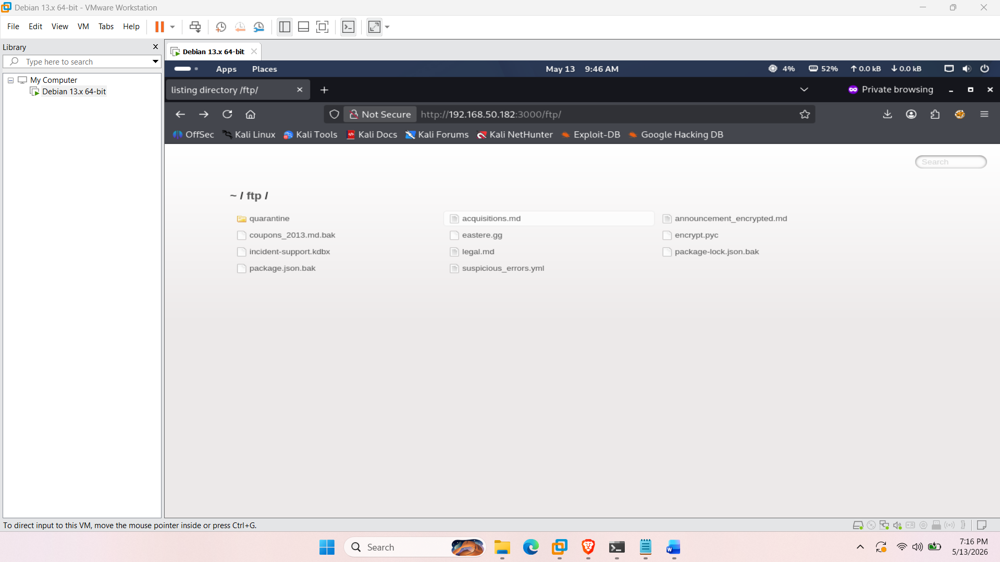 Debian 13.x 64-bit - VMware Workstation
File Edit View VM Tabs Help
Library
Type here to search
My Computer
Debian 13.x 64-bit
Debian 13.x 64-bit
Apps Places May 13 9:46 AM 4% 52% 0.0 kB 0.0 kB
listing directory /ftp/ Private browsing
Not Secure http://192.168.50.182:3000/ftp/
OffSec Kali Linux Kali Tools Kali Docs Kali Forums Kali NetHunter Exploit-DB Google Hacking DB
Search
~ / ftp /
quarantine acquisitions.md announcement_encrypted.md
coupons_2013.md.bak eastere.gg encrypt.pyc
incident-support.kdbx legal.md package-lock.json.bak
package.json.bak suspicious_errors.yml
To direct input to this VM, move the mouse pointer inside or press Ctrl+G.
Search
7:16 PM
5/13/2026